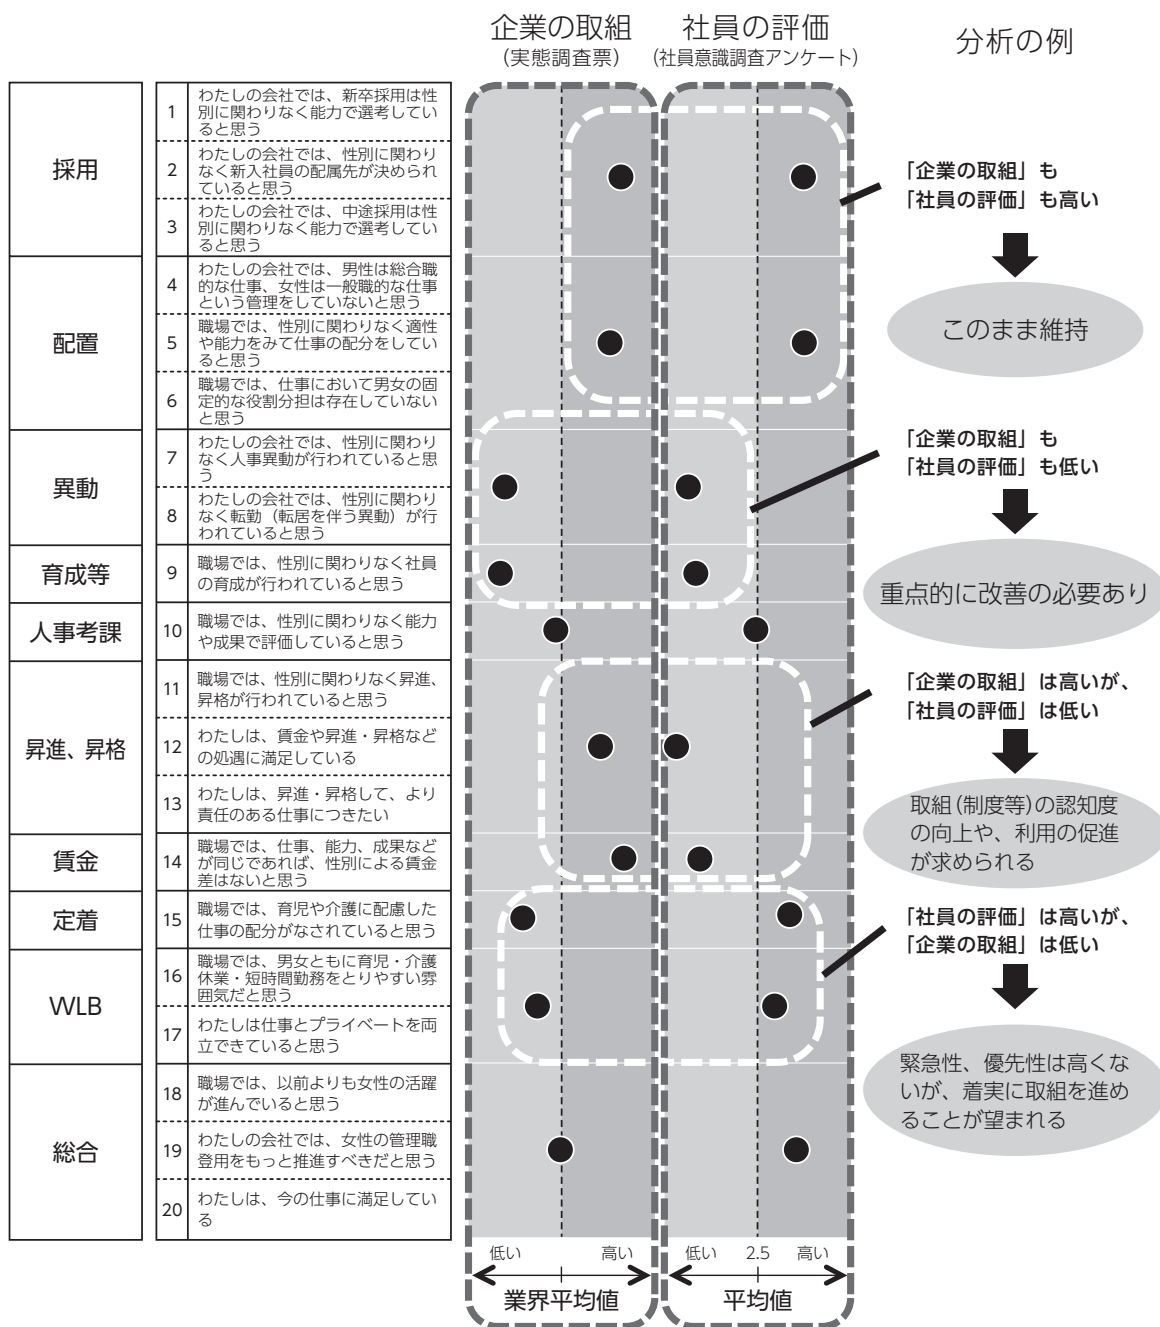 企業の取組
(実態調査票)
社員の評価
(社員意識調査アンケート)
分析の例
採用
1
わたしの会社では、新卒採用は性
別に関わりなく能力で選考してい
ると思う
2
わたしの会社では、性別に関わり
なく新入社員の配属先が決められ
ていると思う
3
わたしの会社では、中途採用は性
別に関わりなく能力で選考してい
ると思う
配置
4
わたしの会社では、男性は総合職
的な仕事、女性は一般職的な仕事
という管理をしていないと思う
5
職場では、性別に関わりなく適性
や能力をみて仕事の配分をしてい
ると思う
6
職場では、仕事において男女の固
定的な役割分担は存在していない
と思う
異動
7
わたしの会社では、性別に関わり
なく人事異動が行われていると思
う
8
わたしの会社では、性別に関わり
なく転勤（転居を伴う異動）が行
われていると思う
育成等
9
職場では、性別に関わりなく社員
の育成が行われていると思う
人事考課
10
職場では、性別に関わりなく能力
や成果で評価していると思う
昇進、昇格
11
職場では、性別に関わりなく昇進、
昇格が行われていると思う
12
わたしは、賃金や昇進・昇格など
の処遇に満足している
13
わたしは、昇進・昇格して、より
責任のある仕事につきたい
賃金
14
職場では、仕事、能力、成果など
が同じであれば、性別による賃金
差はないと思う
定着
15
職場では、育児や介護に配慮した
仕事の配分がなされていると思う
WLB
16
職場では、男女ともに育児・介護
休業・短時間勤務をとりやすい雰
囲気だと思う
17
わたしは仕事とプライベートを両
立できていると思う
総合
18
職場では、以前よりも女性の活躍
が進んでいると思う
19
わたしの会社では、女性の管理職
登用をもっと推進すべきだと思う
20
わたしは、今の仕事に満足してい
る
「企業の取組」も
「社員の評価」も高い
このまま維持
「企業の取組」も
「社員の評価」も低い
重点的に改善の必要あり
「企業の取組」は高いが、
「社員の評価」は低い
取組（制度等）の認知度
の向上や、利用の促進
が求められる
「社員の評価」は高いが、
「企業の取組」は低い
緊急性、優先性は高くな
いが、着実に取組を進め
ることが望まれる
低い 高い
業界平均値
低い 2.5 高い
平均値